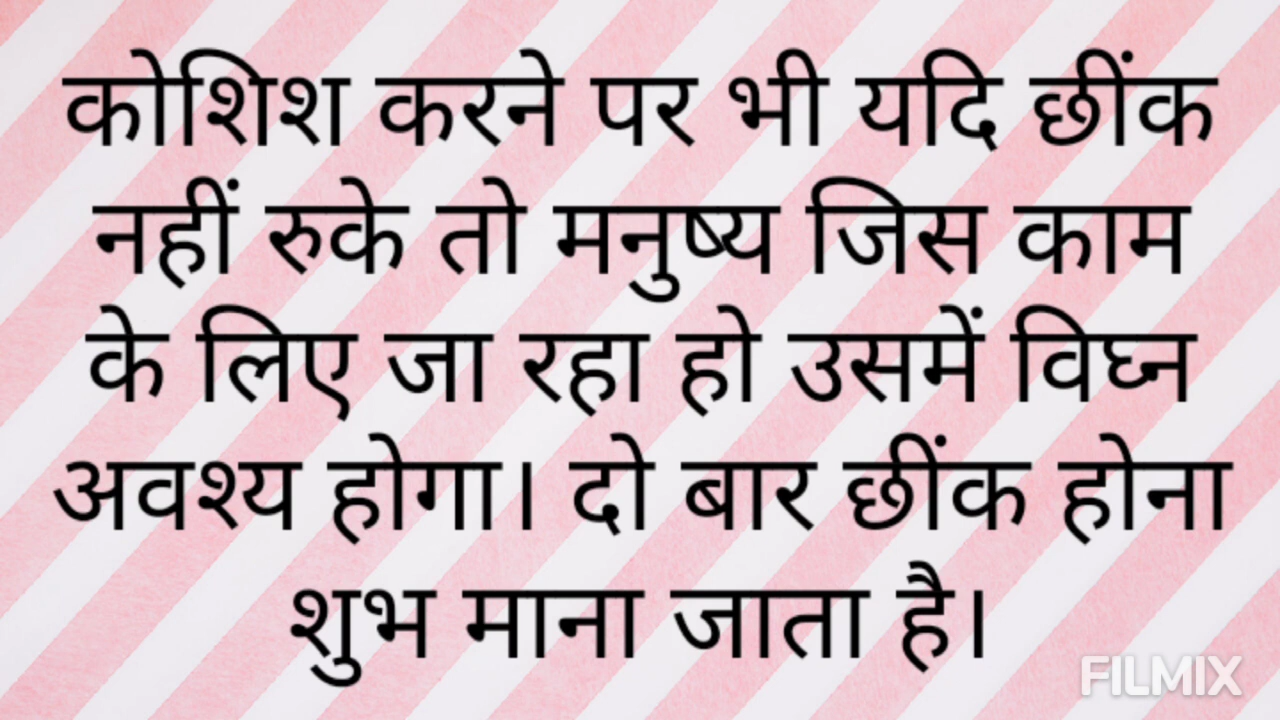 कोशिश करने पर भी यदि छींक
नहीं रुके तो मनुष्य जिस काम
के लिए जा रहा हो उसमें विघ्न
अवश्य होगा। दो बार छींक होना
शुभ माना जाता है।
FILMIX